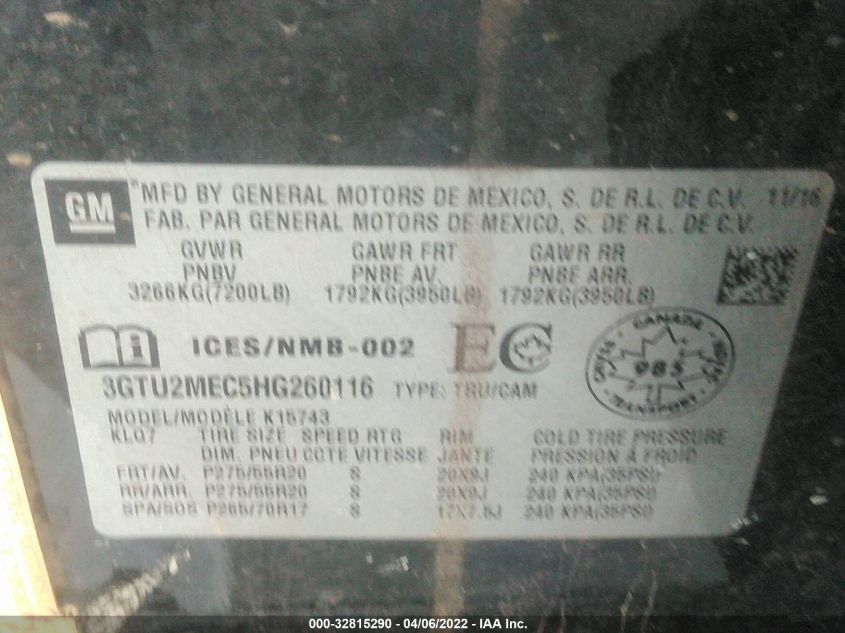 GM
MFD BY GENERAL MOTORS DE MEXICO, S. DE R.L. DE C.V. 11/16
FAB. PAR GENERAL MOTORS DE MEXICO, S. DE R.L. DE C.V.
GVWR GAWR FRT GAWR RR
PNBV PNBE AV. PNBE ARR.
3266KG(7200LB) 1792KG(3950LB) 1792KG(3950LB)
ICES/NMB-002 EC
CANADA
985
TRANSPORT
3GTU2MEC5HG260116 TYPE: TRU/CAM
MODEL/MODÈLE K15743
KLQ7 TIRE SIZE SPEED RTG RIM COLD TIRE PRESSURE
DIM. PNEU COTE VITESSE JANTE PRESSION À FROID
FRT/AV. P275/55R20 S 20X9J 240 KPA(35PSI)
RR/ARR. P275/55R20 S 20X9J 240 KPA(35PSI)
SPA/SOS P265/70R17 S 17X7.5J 240 KPA(35PSI)
000-32815290 - 04/06/2022 - IAA Inc.